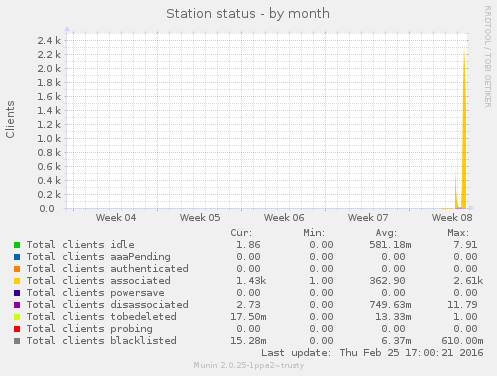 Station status - by month
RRDTOOL / TOBI OETIKER
Clients
2.4 k
2.2 k
2.0 k
1.8 k
1.6 k
1.4 k
1.2 k
1.0 k
0.8 k
0.6 k
0.4 k
0.2 k
0.0
Week 04 Week 05 Week 06 Week 07 Week 08
Cur: Min: Avg: Max:
Total clients idle 1.86 0.00 581.18m 7.91
Total clients aaaPending 0.00 0.00 0.00 0.00
Total clients authenticated 0.00 0.00 0.00 0.00
Total clients associated 1.43k 1.00 362.90 2.61k
Total clients powersave 0.00 0.00 0.00 0.00
Total clients disassociated 2.73 0.00 749.63m 11.79
Total clients tobedeleted 17.50m 0.00 13.33m 1.00
Total clients probing 0.00 0.00 0.00 0.00
Total clients blacklisted 15.28m 0.00 6.37m 610.00m
Last update: Thu Feb 25 17:00:21 2016
Munin 2.0.25-1ppa2~trusty